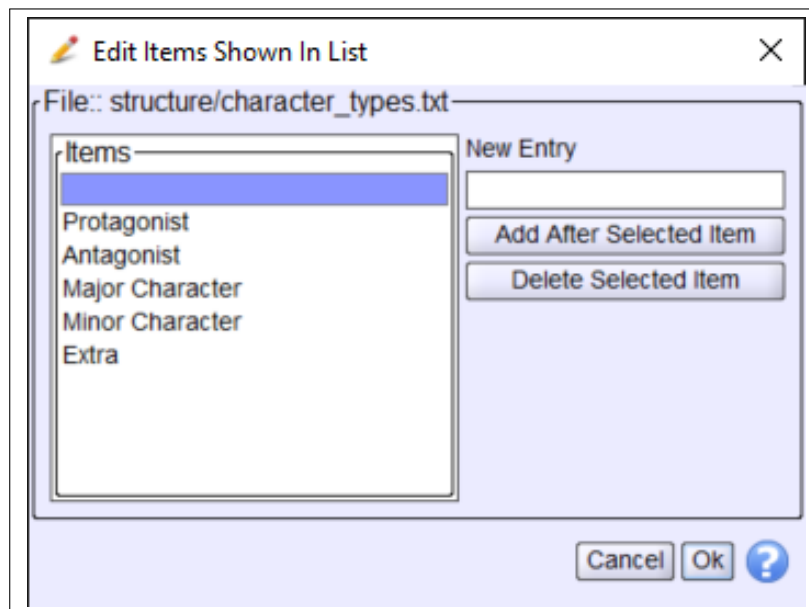 Edit Items Shown In List
File:: structure/character_types.txt
Items
Protagonist
Antagonist
Major Character
Minor Character
Extra
New Entry
Add After Selected Item
Delete Selected Item
Cancel
Ok
?